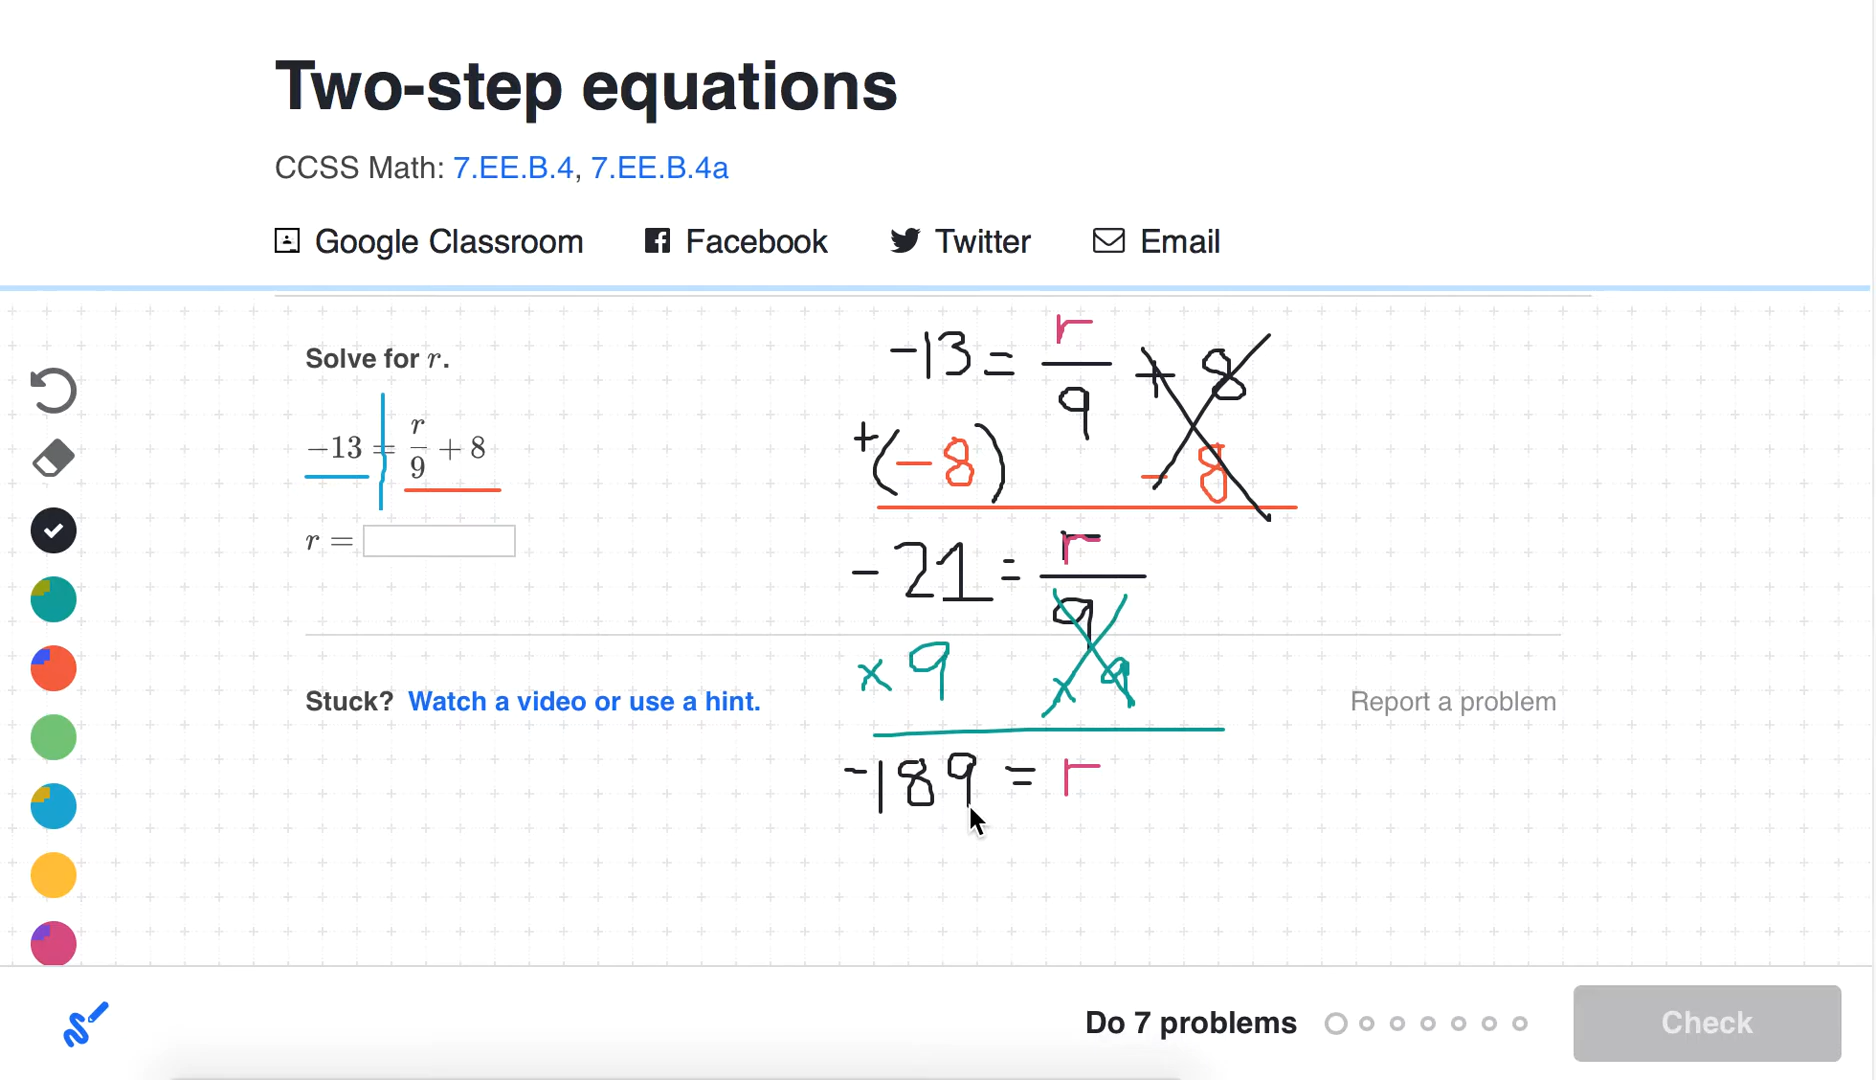 Two-step equations
CCSS Math: 7.EE.B.4, 7.EE.B.4a
Google Classroom Facebook Twitter Email
Solve for r.
−13 = r/9 + 8
r =
-13 = r/9 + 8
+(-8) - 8
-21 = r/9
x 9 x 9
-189 = r
Stuck? Watch a video or use a hint.
Report a problem
Do 7 problems
Check